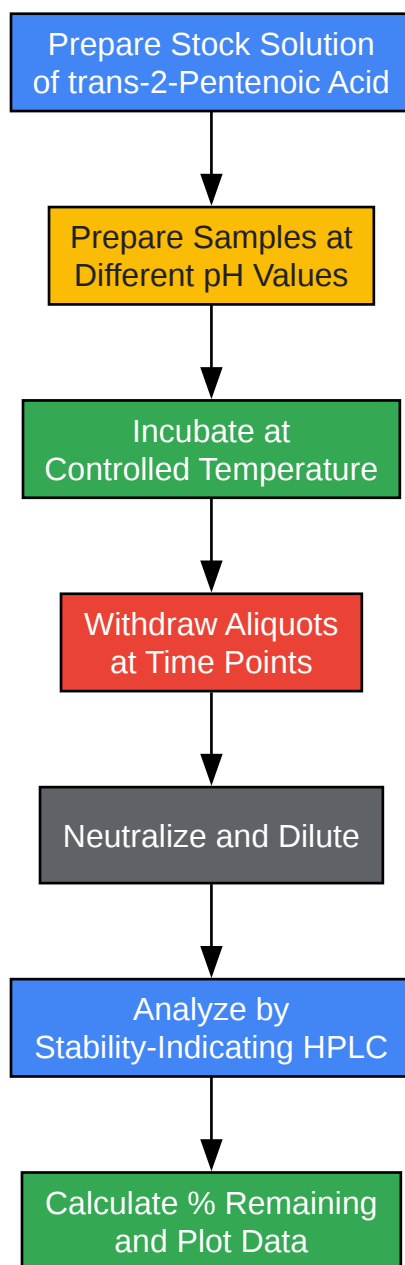 Prepare Stock Solution
of trans-2-Pentenoic Acid
Prepare Samples at
Different pH Values
Incubate at
Controlled Temperature
Withdraw Aliquots
at Time Points
Neutralize and Dilute
Analyze by
Stability-Indicating HPLC
Calculate % Remaining
and Plot Data